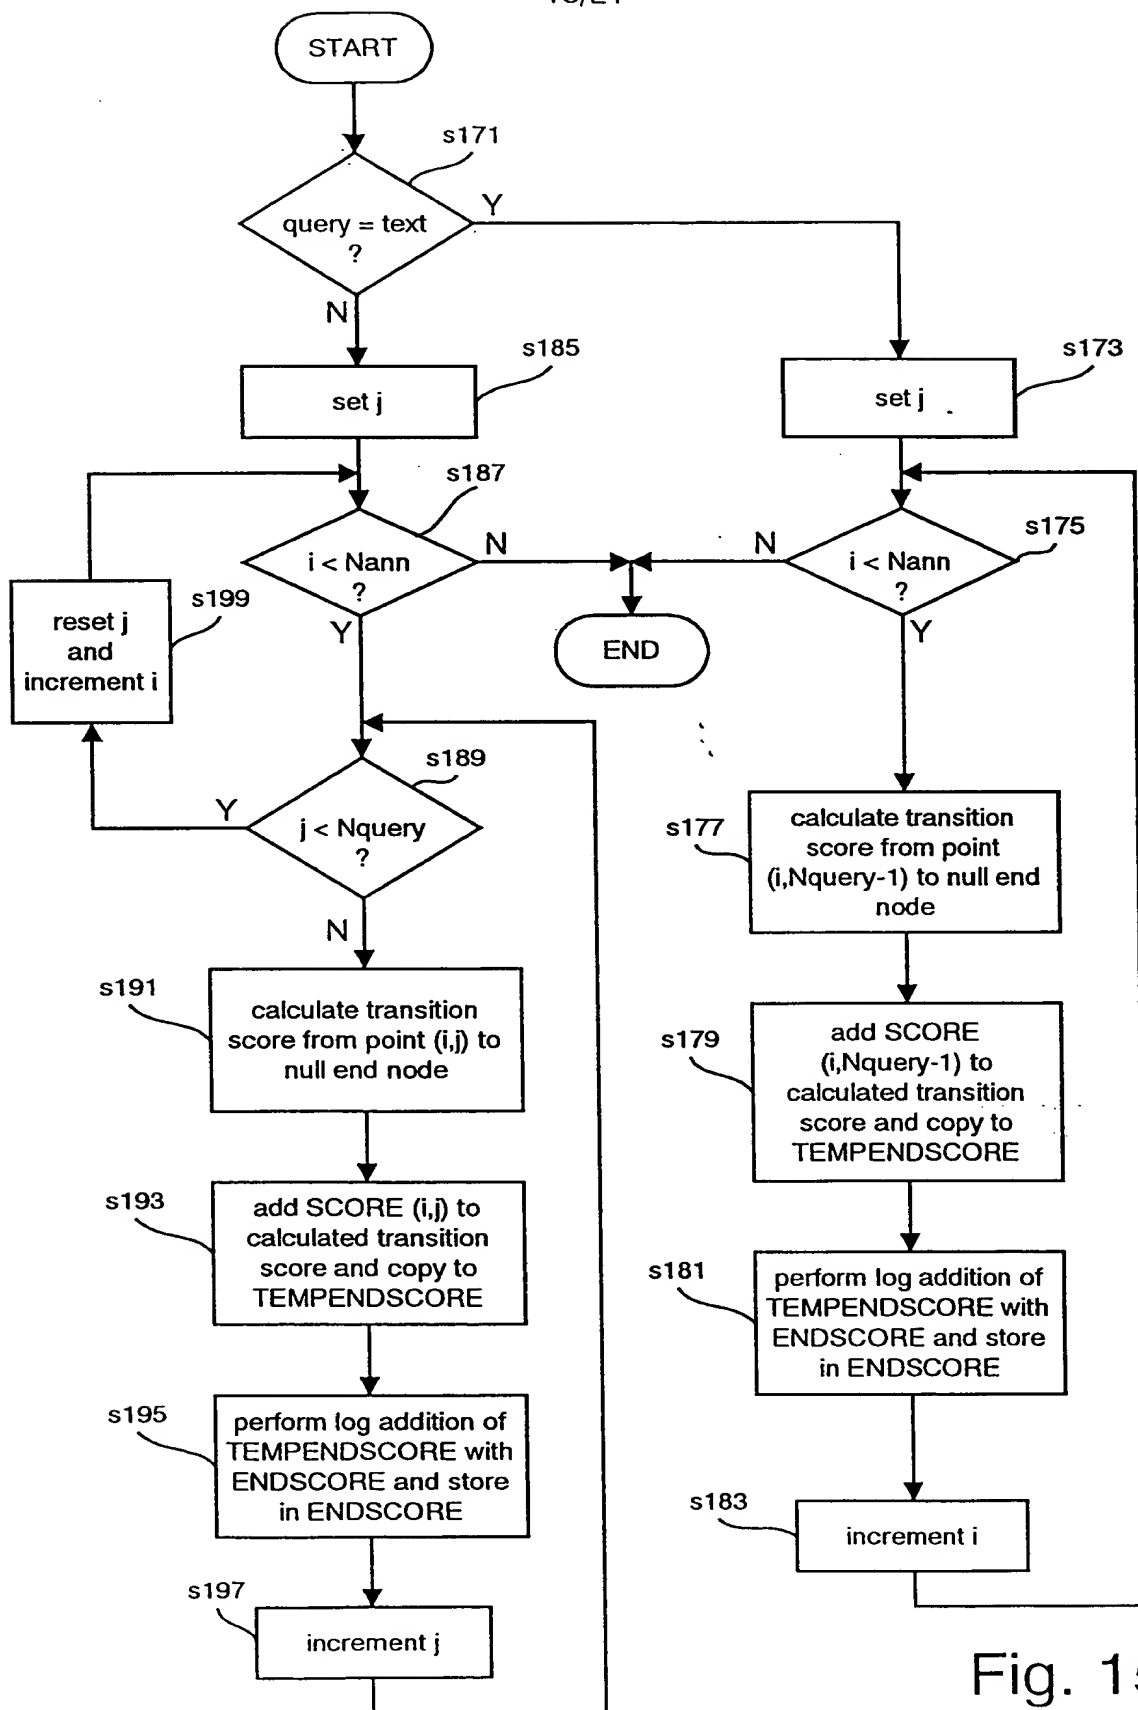 START
s171
query = text
?
Y
N
s185
set j
s173
set j
s187
i < Nann
?
N
Y
s175
i < Nann
?
N
Y
END
s199
reset j
and
increment i
s189
j < Nquery
?
Y
N
s177
calculate transition
score from point
(i,Nquery-1) to null end
node
s191
calculate transition
score from point (i,j) to
null end node
s179
add SCORE
(i,Nquery-1) to
calculated transition
score and copy to
TEMPENDSCORE
s193
add SCORE (i,j) to
calculated transition
score and copy to
TEMPENDSCORE
s181
perform log addition of
TEMPENDSCORE with
ENDSCORE and store
in ENDSCORE
s195
perform log addition of
TEMPENDSCORE with
ENDSCORE and store
in ENDSCORE
s183
increment i
s197
increment j
Fig. 15